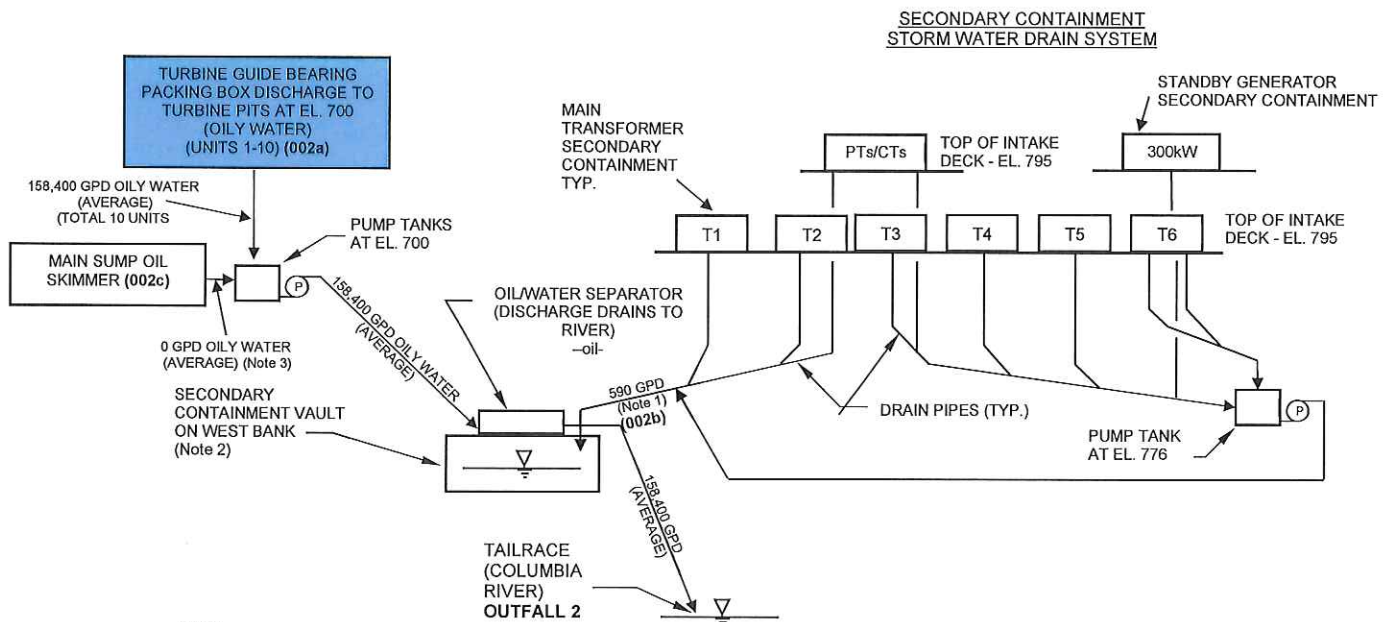 SECONDARY CONTAINMENT
STORM WATER DRAIN SYSTEM
TURBINE GUIDE BEARING
PACKING BOX DISCHARGE TO
TURBINE PITS AT EL. 700
(OILY WATER)
(UNITS 1-10) (002a)
158,400 GPD OILY WATER
(AVERAGE)
(TOTAL 10 UNITS
PUMP TANKS
AT EL. 700
MAIN SUMP OIL
SKIMMER (002c)
P
0 GPD OILY WATER
(AVERAGE) (Note 3)
158,400 GPD OILY WATER
(AVERAGE)
OIL/WATER SEPARATOR
(DISCHARGE DRAINS TO
RIVER)
--oil-
SECONDARY
CONTAINMENT VAULT
ON WEST BANK
(Note 2)
MAIN
TRANSFORMER
SECONDARY
CONTAINMENT
TYP.
PTs/CTs
TOP OF INTAKE
DECK - EL. 795
STANDBY GENERATOR
SECONDARY CONTAINMENT
300kW
T1
T2
T3
T4
T5
T6
TOP OF INTAKE
DECK - EL. 795
590 GPD
(Note 1)
(002b)
DRAIN PIPES (TYP.)
P
PUMP TANK
AT EL. 776
158,400 GPD
(AVERAGE)
TAILRACE
(COLUMBIA
RIVER)
OUTFALL 2